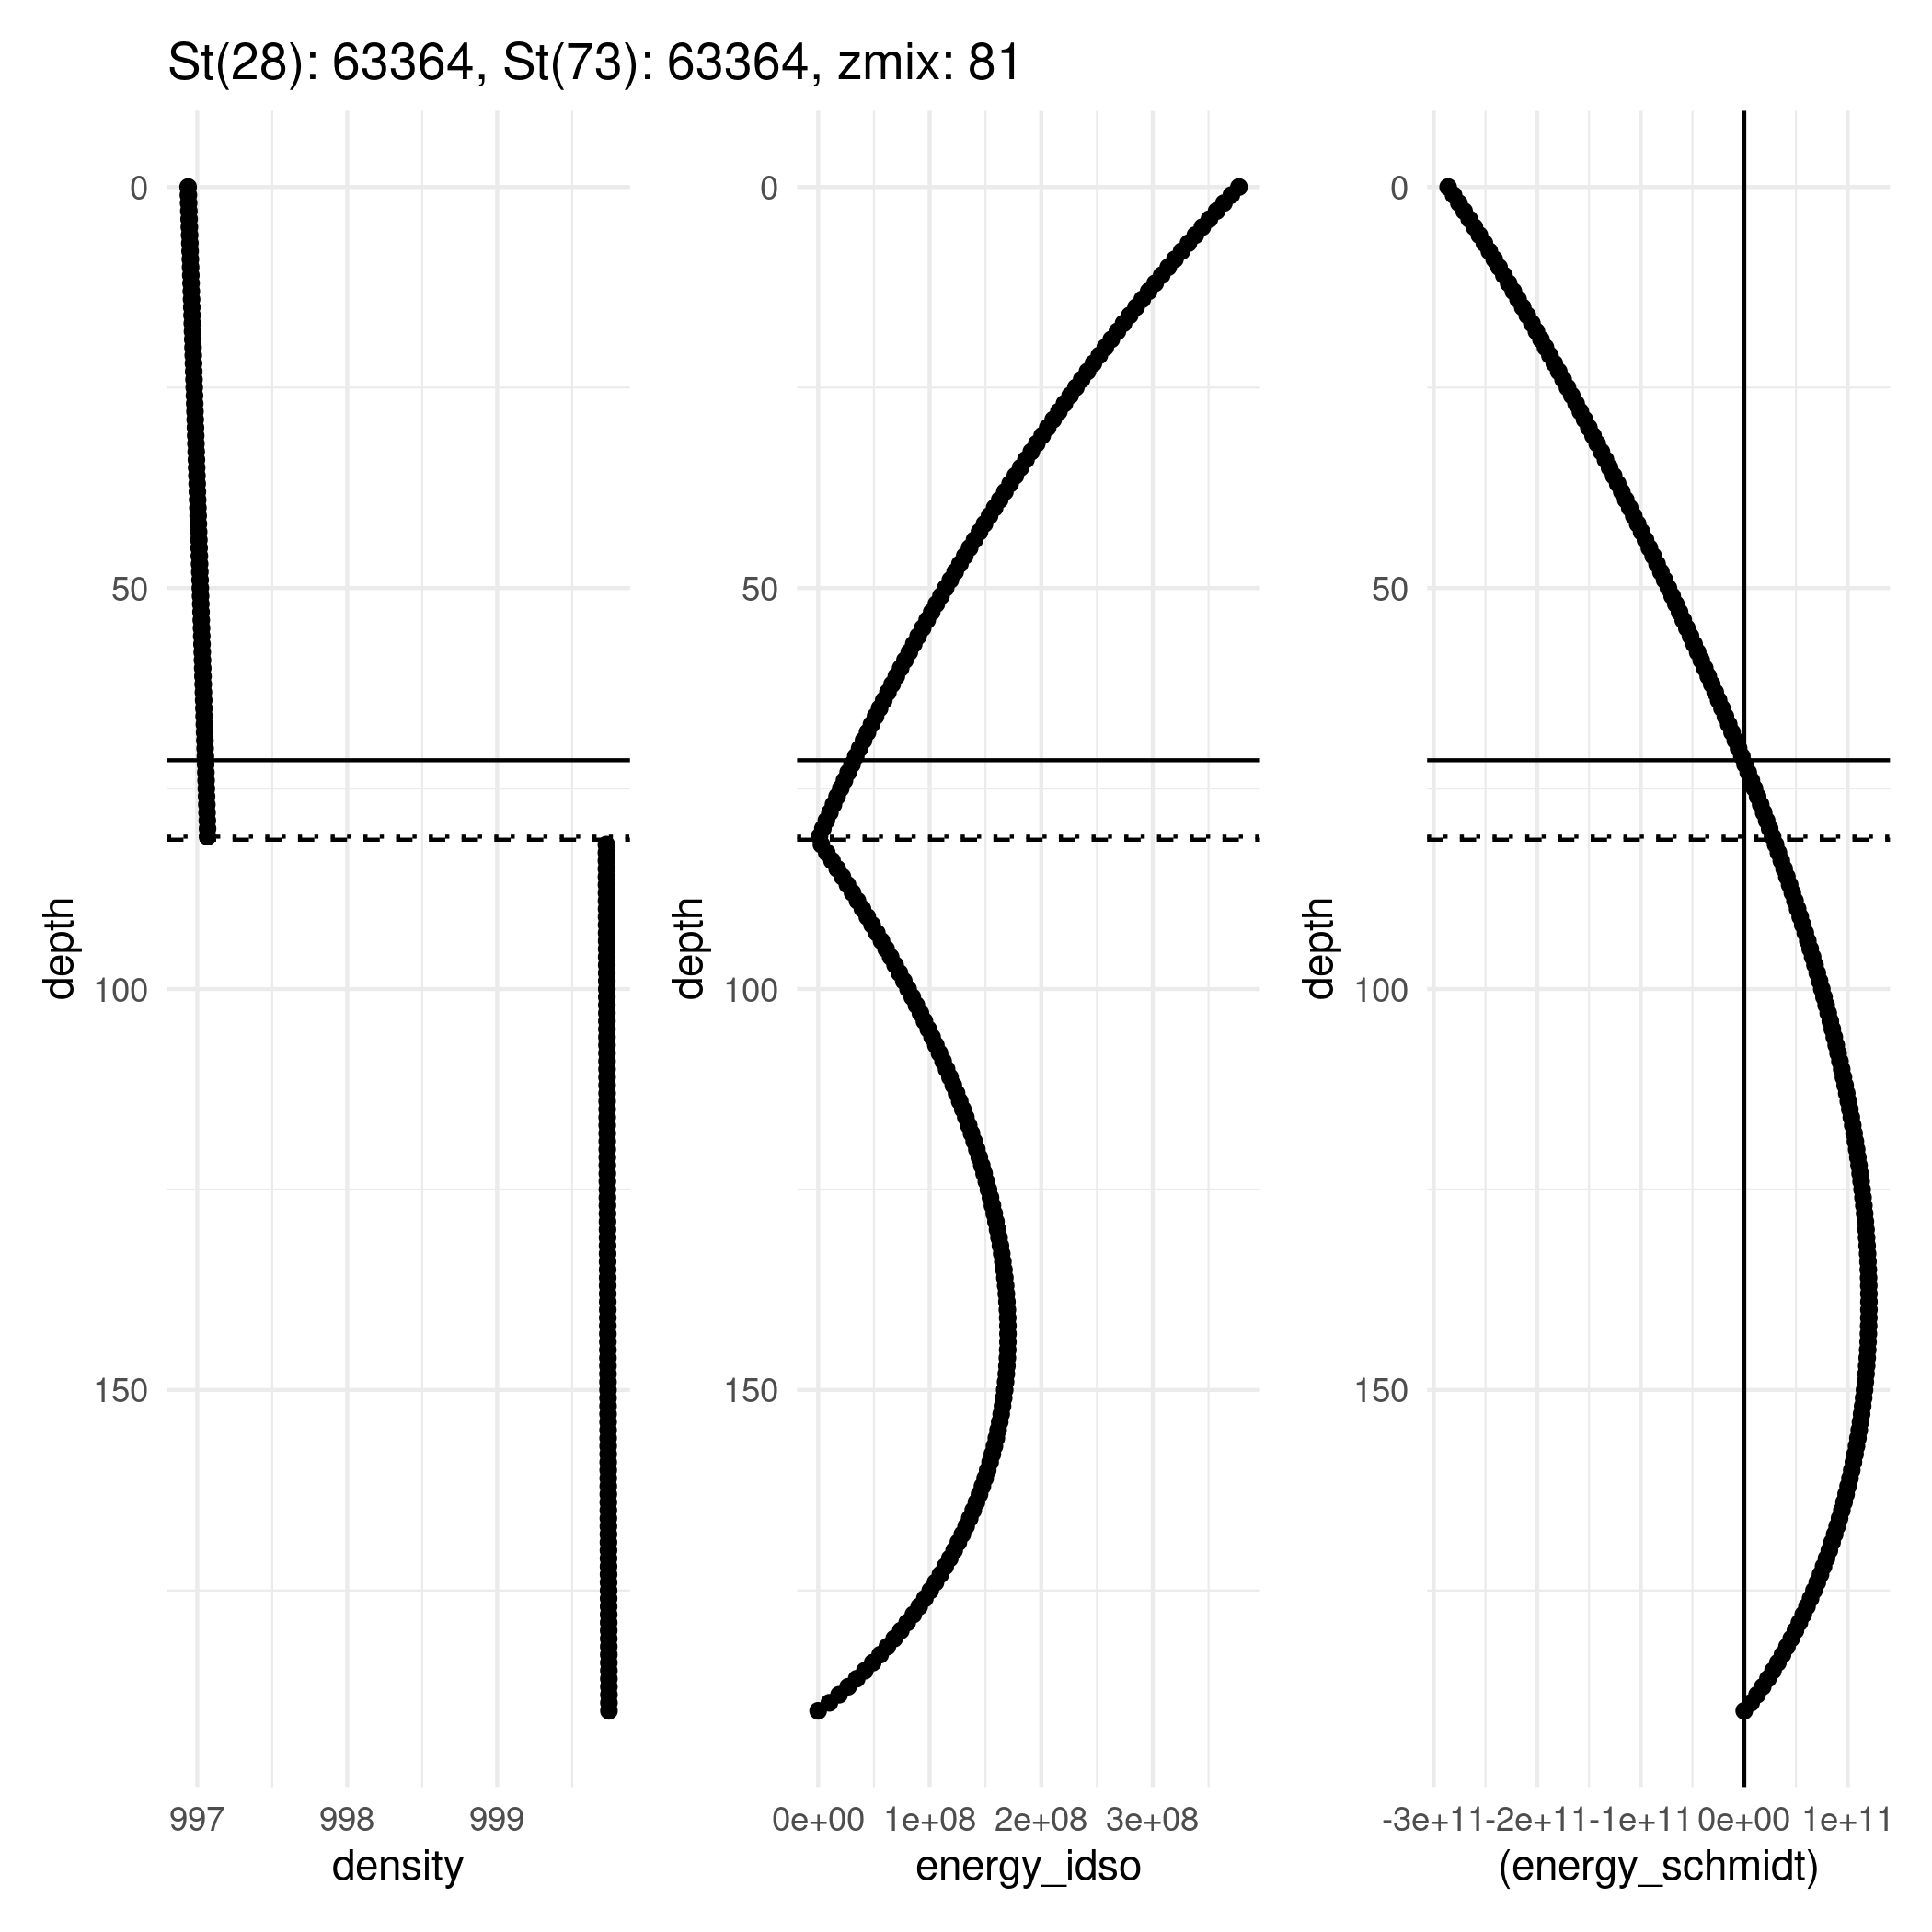 St(28): 63364, St(73): 63364, zmix: 81
0
50
100
150
depth
997 998 999
density
0
50
100
150
depth
0e+00 1e+08 2e+08 3e+08
energy_idso
0
50
100
150
depth
-3e+11 -2e+11 -1e+11 0e+00 1e+11
(energy_schmidt)